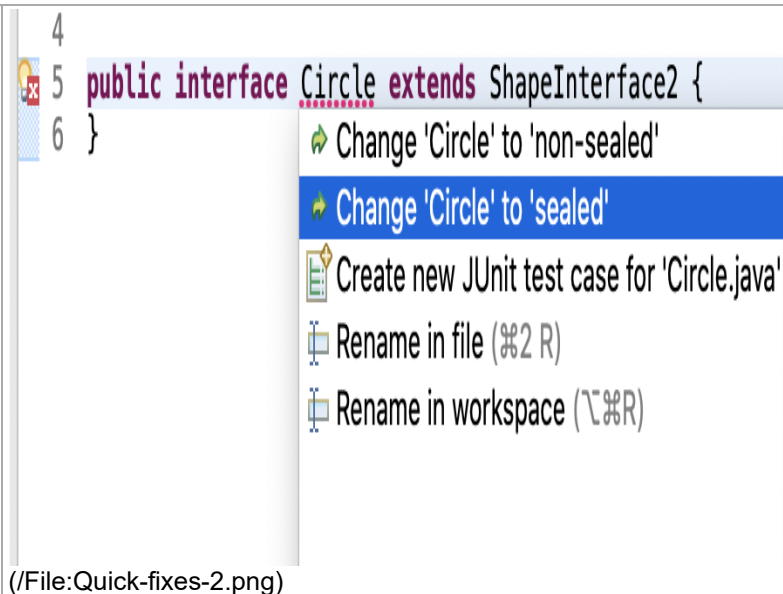 4
5 public interface Circle extends ShapeInterface2 {
6 }
Change 'Circle' to 'non-sealed'
Change 'Circle' to 'sealed'
Create new JUnit test case for 'Circle.java'
Rename in file (⌘2 R)
Rename in workspace (⌥⌘R)
(/File:Quick-fixes-2.png)